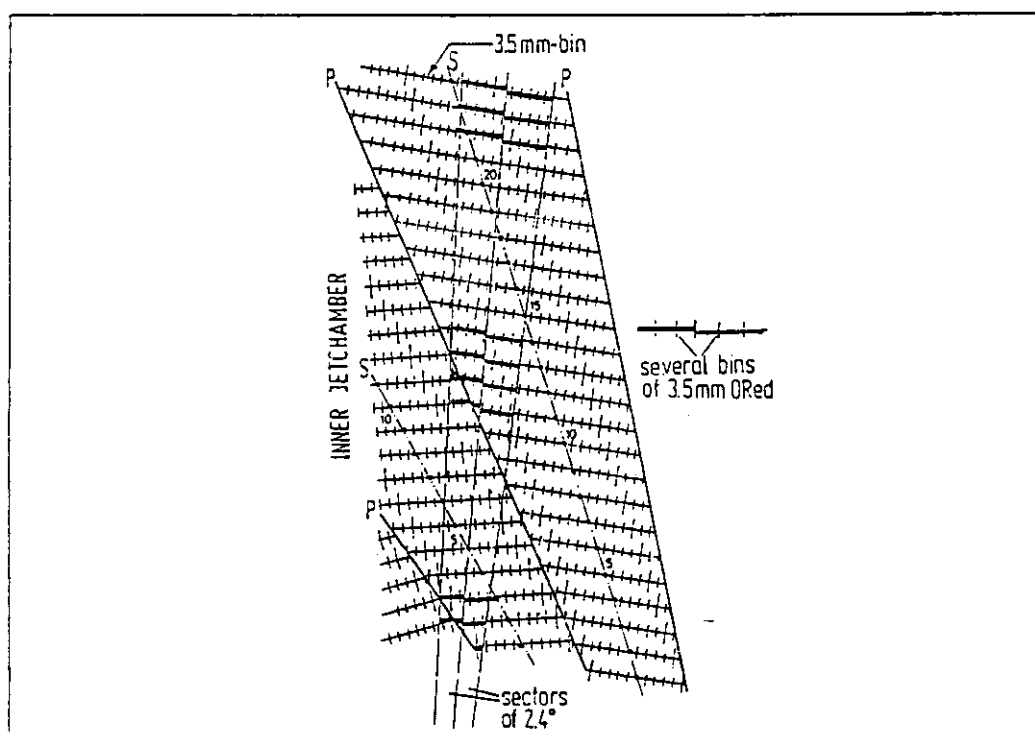 3.5mm-bin
P
S
P
20
INNER JETCHAMBER
15
several bins
of 3.5mm ORed
S
10
10
P
5
5
sectors
of 2.4°